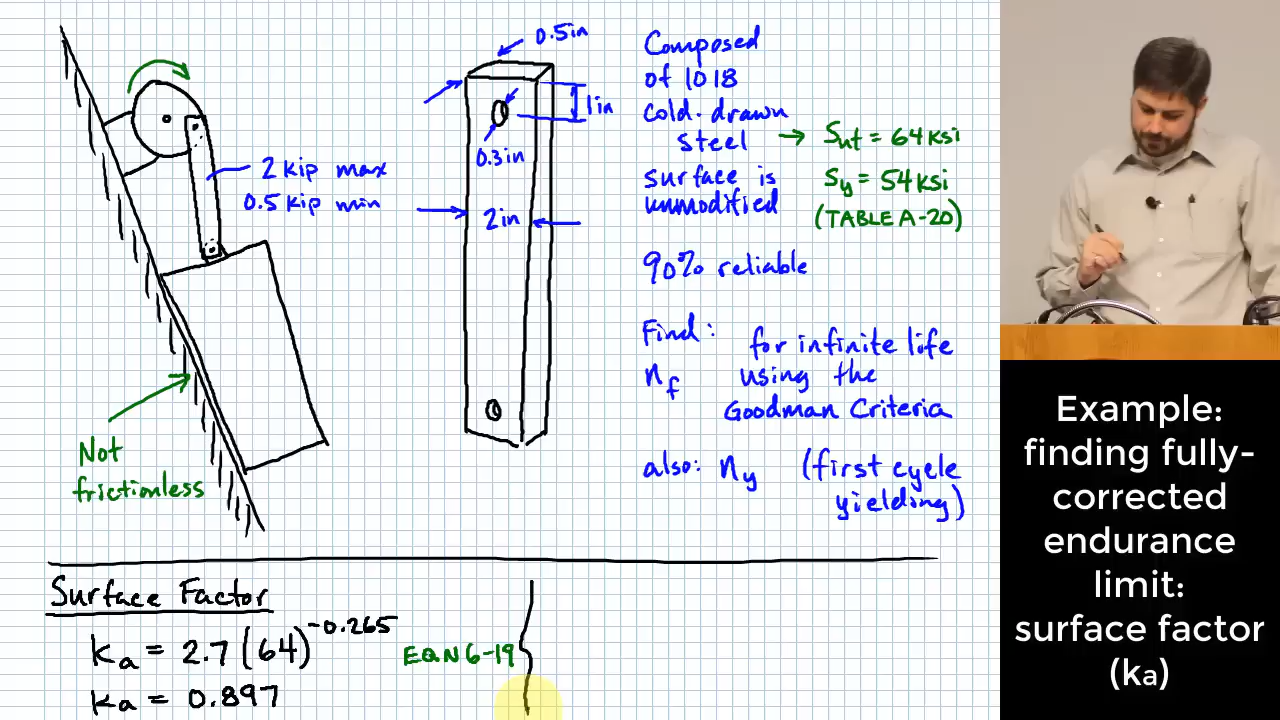 0.5in
1in
0.3in
2in
2 kip max
0.5 kip min
Not
frictionless
Composed
of 1018
cold-drawn
steel →
surface is
unmodified
Sut = 64 ksi
Sy = 54 ksi
(TABLE A-20)
90% reliable
Find:
nf
for infinite life
using the
Goodman Criteria
also: ny (first cycle
yielding)
Surface Factor
ka = 2.7 (64)^-0.265
EQN 6-19
ka = 0.897
Example:
finding fully-
corrected
endurance
limit:
surface factor
(ka)